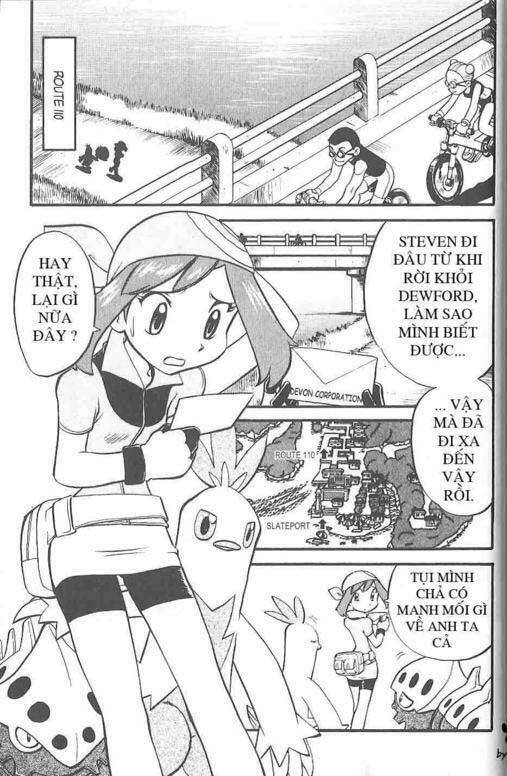 ROUTE 110
STEVEN ĐI
ĐÂU TỪ KHI
RỜI KHỎI
DEWFORD,
LÀM SAO
MÌNH BIẾT
ĐƯỢC...
HAY
THẬT,
LẠI GÌ
NỮA
ĐÂY ?
DEVON CORPORATION
... VẬY
MÀ ĐÃ
ĐI XA
ĐẾN
VẬY
RỒI.
ROUTE 110
SLATEPORT
TỤI MÌNH
CHẢ CÓ
MANH MỐI GÌ
VỀ ANH TA
CẢ
by